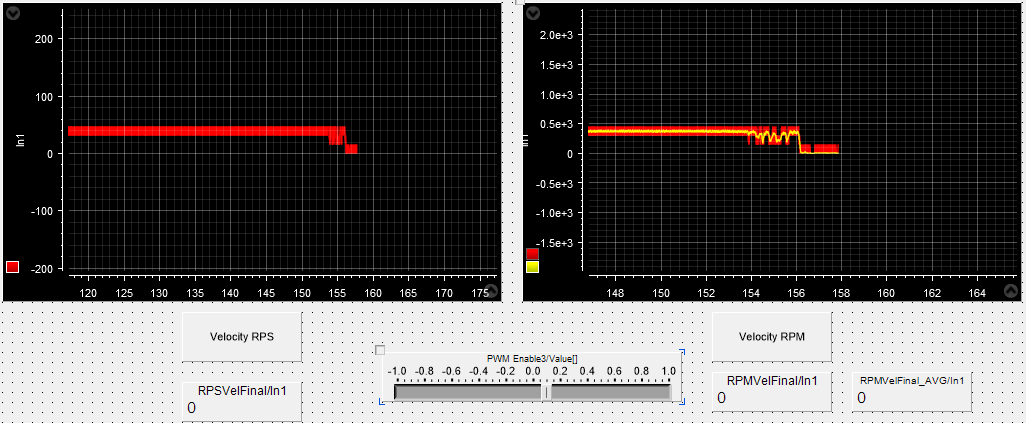 200
100
0
-100
-200
In1
120 125 130 135 140 145 150 155 160 165 170 175
2.0e+3
1.5e+3
1.0e+3
0.5e+3
0
-0.5e+3
-1.0e+3
-1.5e+3
148 150 152 154 156 158 160 162 164
Velocity RPS
RPSVelFinal/In1
0
PWM Enable3/Value[]
-1.0 -0.8 -0.6 -0.4 -0.2 0.0 0.2 0.4 0.6 0.8 1.0
Velocity RPM
RPMVelFinal/In1
0
RPMVelFinal_AVG/In1
0